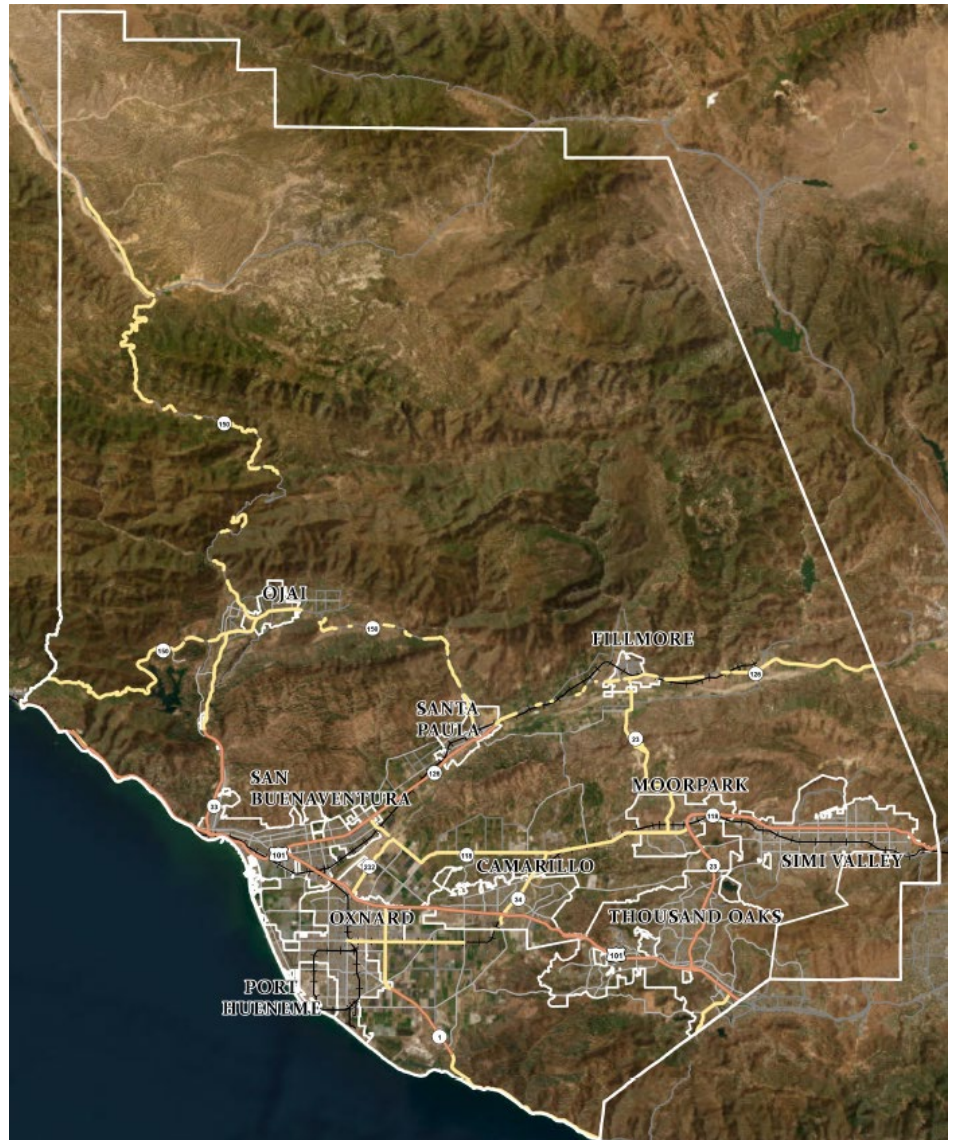 150
OJAI
150
FILLMORE
150
126
SANTA
PAULA
23
126
SAN
BUENAVENTURA
MOORPARK
33
118
101
118
232
CAMARILLO
SIMI VALLEY
23
34
OXNARD
THOUSAND OAKS
101
PORT
HUENEME
1